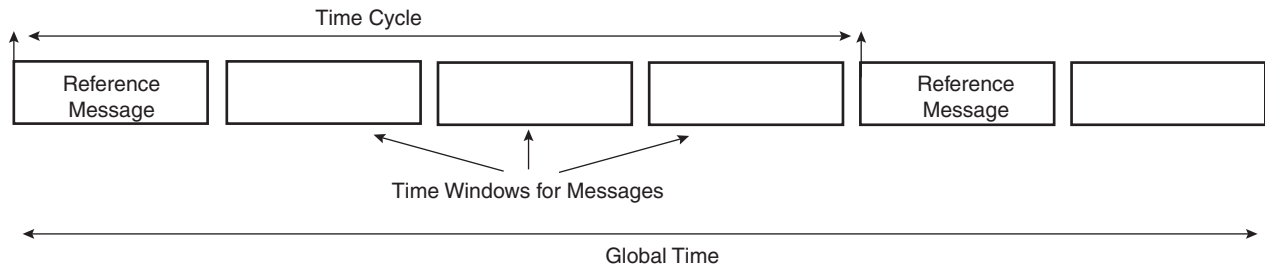 Time Cycle
Reference
Message
Reference
Message
Time Windows for Messages
Global Time